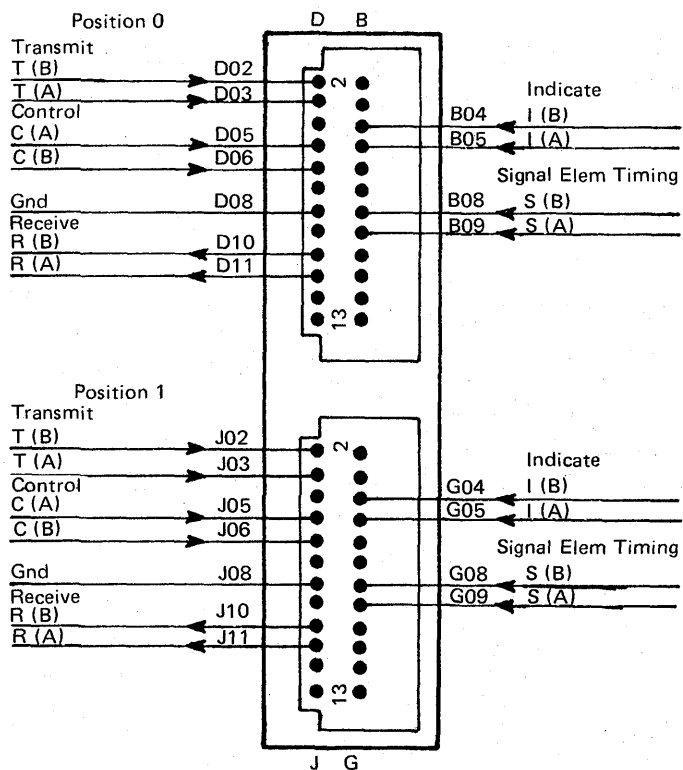 Position 0
D B
Transmit
T (B) D02
T (A) D03
Control
C (A) D05
C (B) D06
Gnd D08
Receive
R (B) D10
R (A) D11
2
13
Indicate
B04 I (B)
B05 I (A)
Signal Elem Timing
B08 S (B)
B09 S (A)
Position 1
Transmit
T (B) J02
T (A) J03
Control
C (A) J05
C (B) J06
Gnd J08
Receive
R (B) J10
R (A) J11
2
13
Indicate
G04 I (B)
G05 I (A)
Signal Elem Timing
G08 S (B)
G09 S (A)
J G